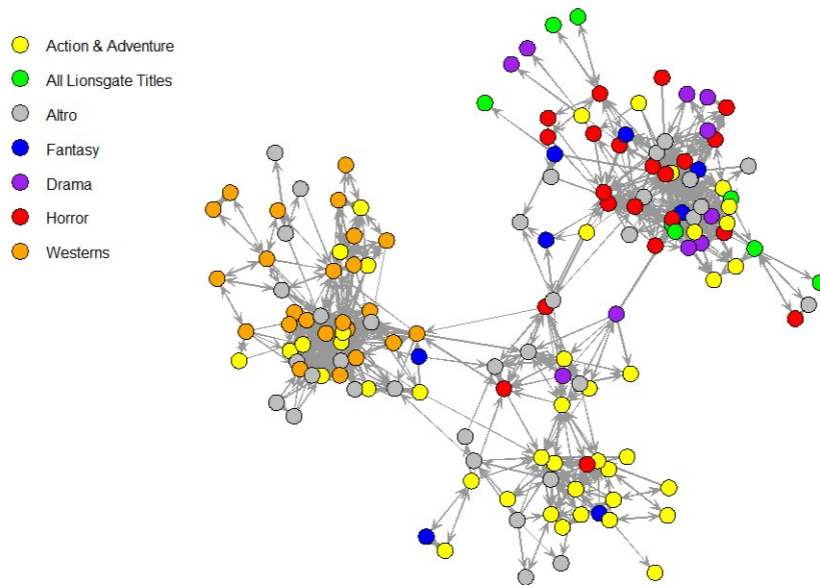 Action & Adventure
All Lionsgate Titles
Altro
Fantasy
Drama
Horror
Westerns